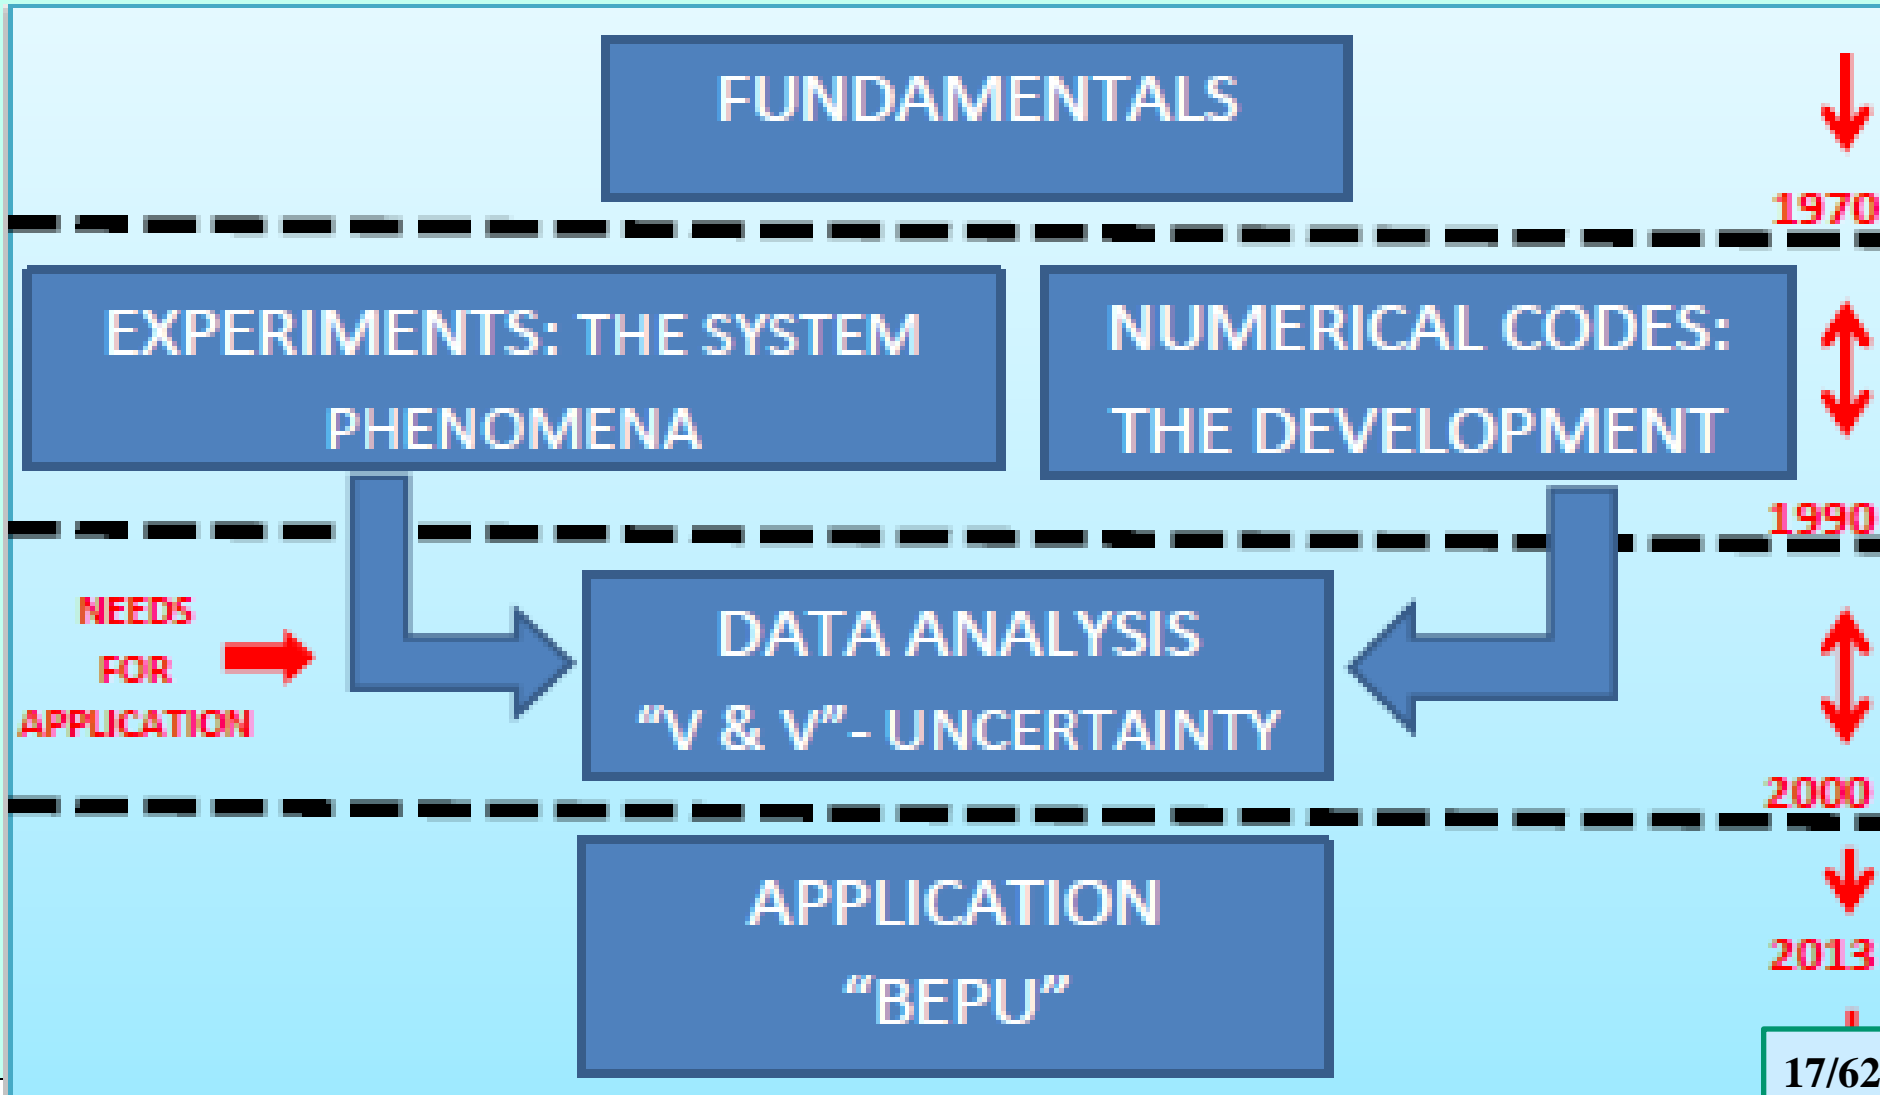 FUNDAMENTALS
1970
EXPERIMENTS: THE SYSTEM
PHENOMENA
NUMERICAL CODES:
THE DEVELOPMENT
1990
NEEDS
FOR
APPLICATION
DATA ANALYSIS
“V & V”- UNCERTAINTY
2000
APPLICATION
“BEPU”
2013
17/62